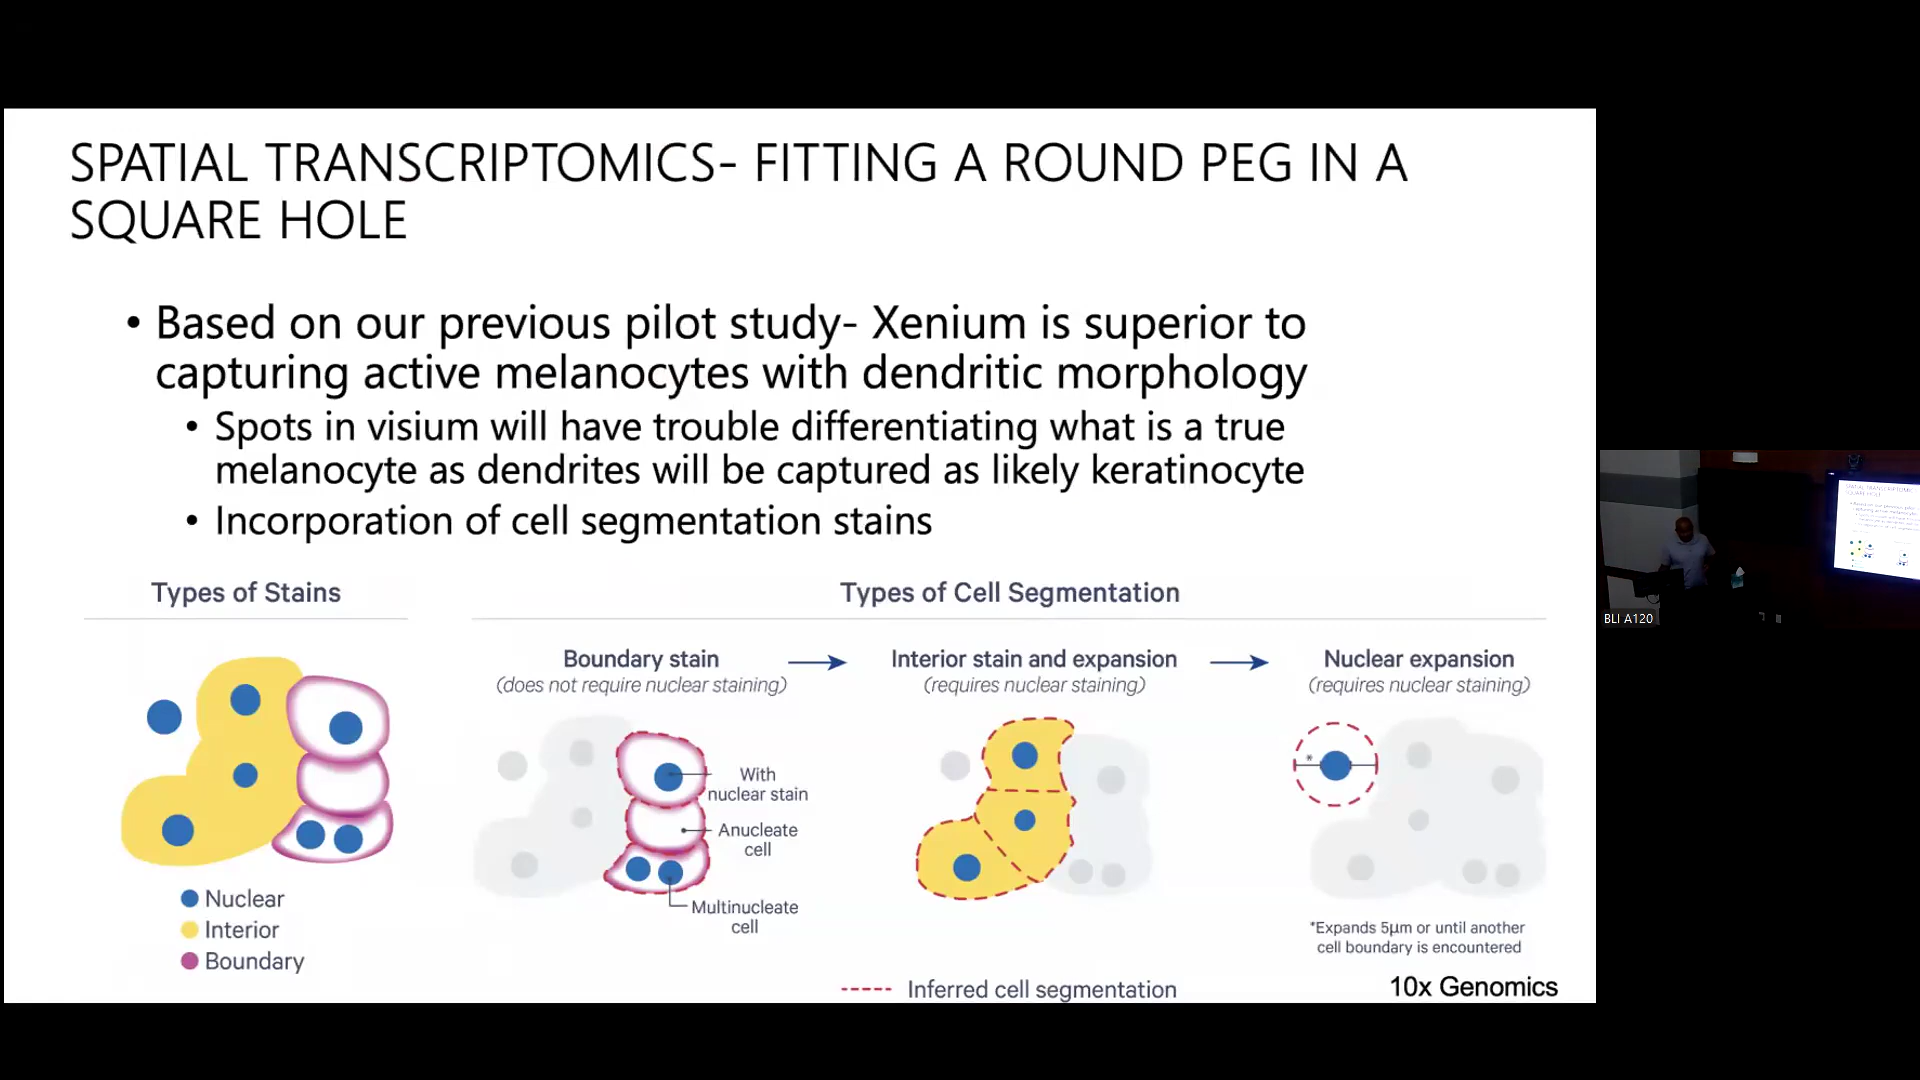 SPATIAL TRANSCRIPTOMICS- FITTING A ROUND PEG IN A
SQUARE HOLE
• Based on our previous pilot study- Xenium is superior to
capturing active melanocytes with dendritic morphology
• Spots in visium will have trouble differentiating what is a true
melanocyte as dendrites will be captured as likely keratinocyte
• Incorporation of cell segmentation stains
Types of Stains
Types of Cell Segmentation
Boundary stain
(does not require nuclear staining)
Interior stain and expansion
(requires nuclear staining)
Nuclear expansion
(requires nuclear staining)
With
nuclear stain
Anucleate
cell
Multinucleate
cell
*
Nuclear
Interior
Boundary
*Expands 5µm or until another
cell boundary is encountered
Inferred cell segmentation
10x Genomics
BLI A120